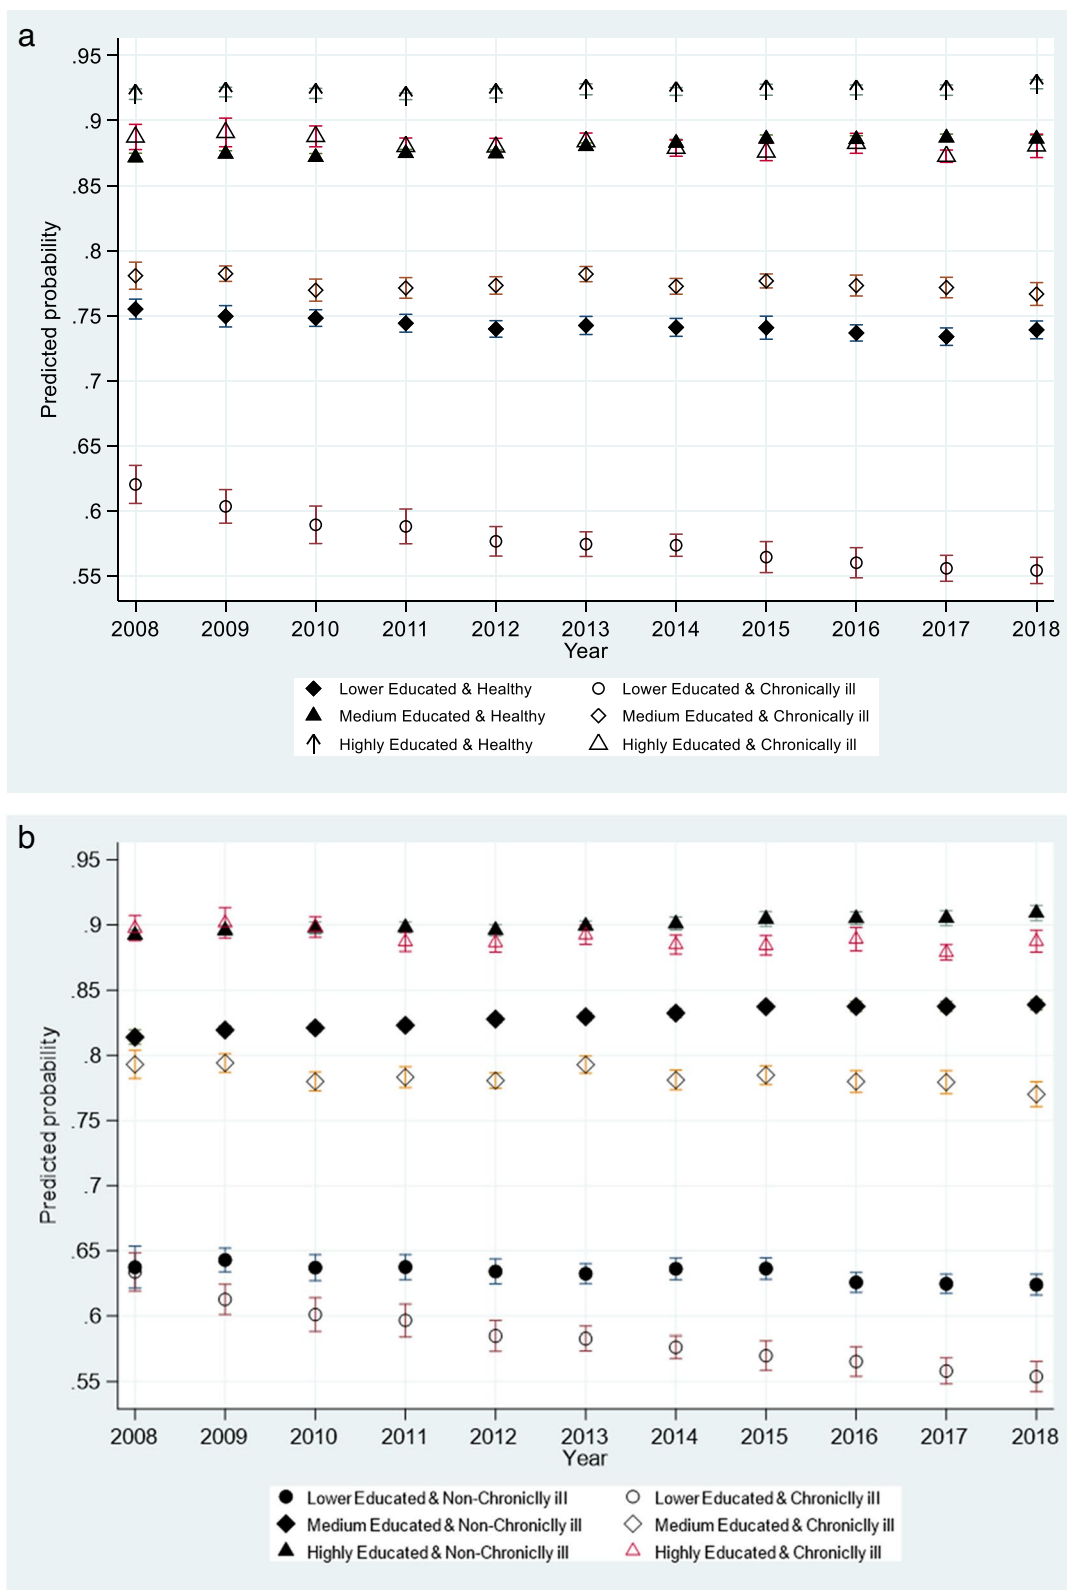 a
.95
.9
.85
.8
.75
.7
.65
.6
.55
Predicted probability
2008 2009 2010 2011 2012 2013 2014 2015 2016 2017 2018
Year
Lower Educated & Healthy Lower Educated & Chronically ill
Medium Educated & Healthy Medium Educated & Chronically ill
Highly Educated & Healthy Highly Educated & Chronically ill
b
.95
.9
.85
.8
.75
.7
.65
.6
.55
Predicted probability
2008 2009 2010 2011 2012 2013 2014 2015 2016 2017 2018
Year
Lower Educated & Non-Chroniclly ill Lower Educated & Chroniclly ill
Medium Educated & Non-Chroniclly ill Medium Educated & Chroniclly ill
Highly Educated & Non-Chroniclly ill Highly Educated & Chroniclly ill